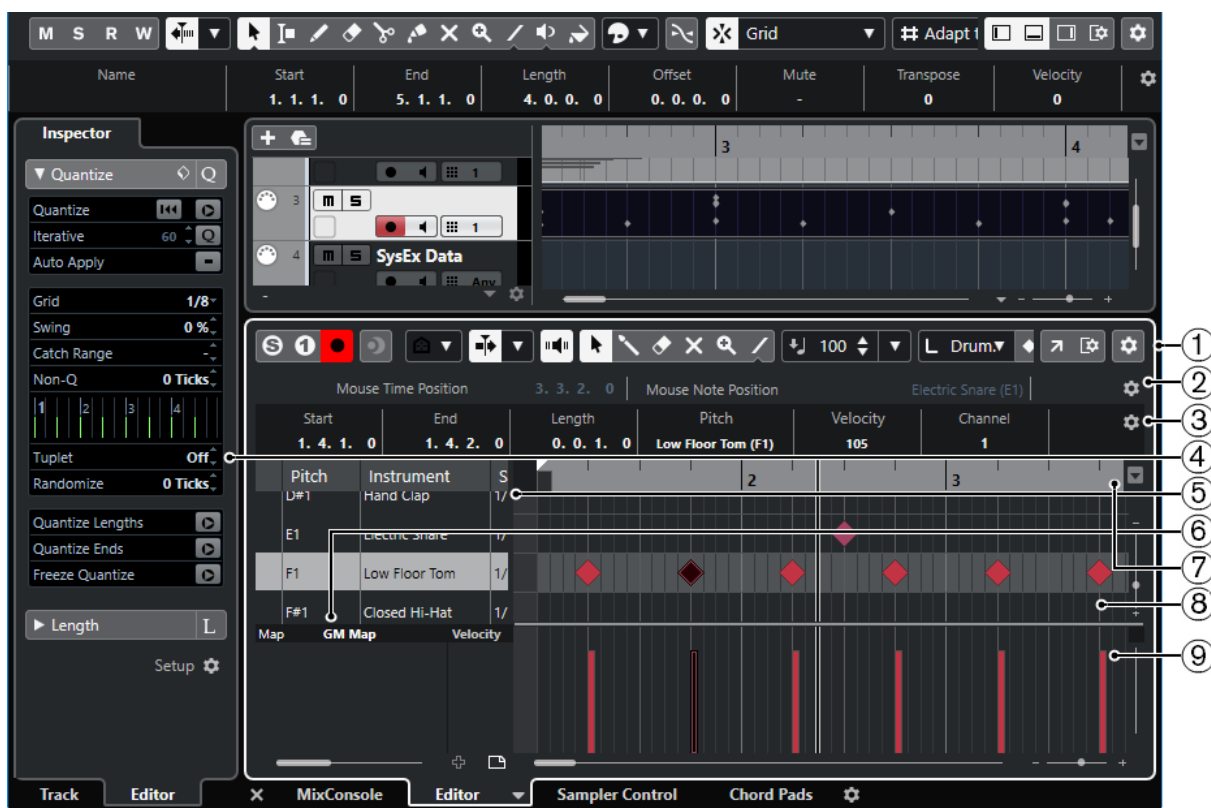 M S R W Grid Adapt t
Name Start End Length Offset Mute Transpose Velocity
1. 1. 1. 0 5. 1. 1. 0 4. 0. 0. 0 0. 0. 0. 0 - 0 0
Inspector
Quantize Q
Quantize
Iterative 60 Q
Auto Apply
Grid 1/8
Swing 0 %
Catch Range -
Non-Q 0 Ticks
1 2 3 4
Tuplet Off
Randomize 0 Ticks
Quantize Lengths
Quantize Ends
Freeze Quantize
Length L
Setup
3 4
1
3 m S
1
4 m S SysEx Data
Any
-
S 1 100 L Drum
Mouse Time Position 3. 3. 2. 0 Mouse Note Position Electric Snare (E1)
Start End Length Pitch Velocity Channel
1. 4. 1. 0 1. 4. 2. 0 0. 0. 1. 0 Low Floor Tom (F1) 105 1
Pitch Instrument S 2 3
D#1 Hand Clap 1/
E1 Electric Snare 1/
F1 Low Floor Tom 1/
F#1 Closed Hi-Hat 1/
Map GM Map Velocity
Track Editor MixConsole Editor Sampler Control Chord Pads
1
2
3
4
5
6
7
8
9